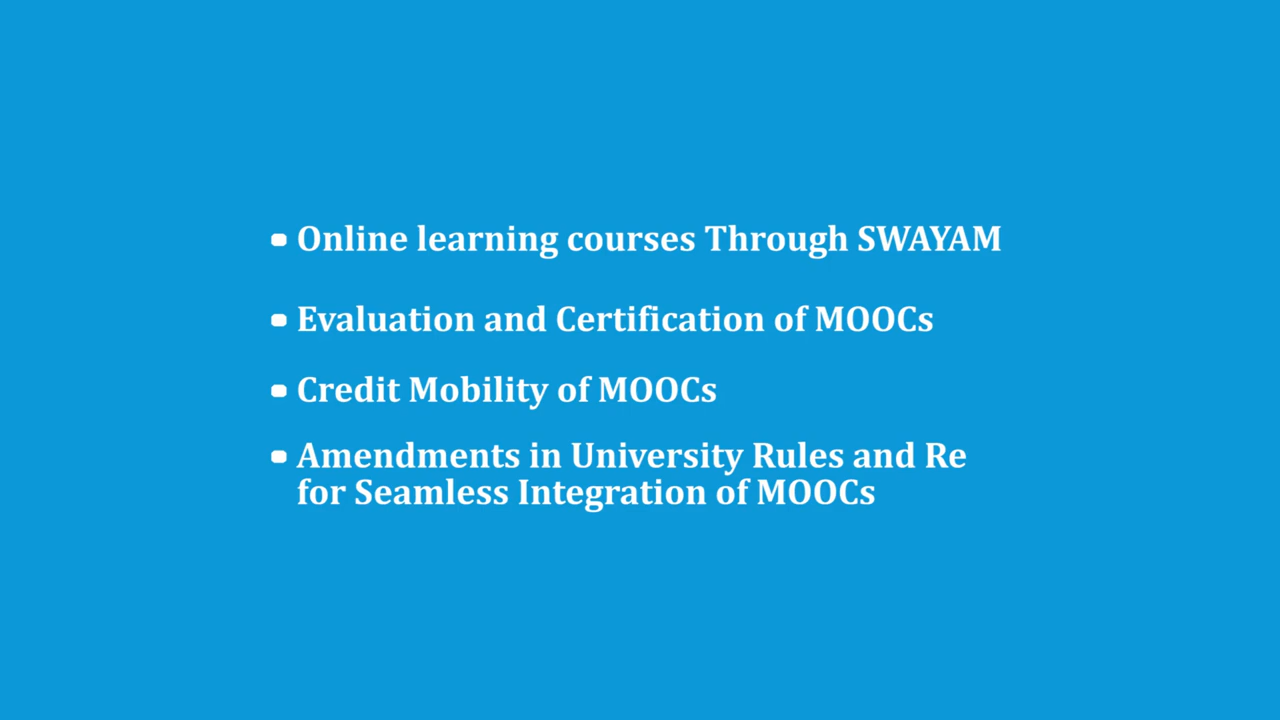 ▪ Online learning courses Through SWAYAM
▪ Evaluation and Certification of MOOCs
▪ Credit Mobility of MOOCs
▪ Amendments in University Rules and Re
for Seamless Integration of MOOCs